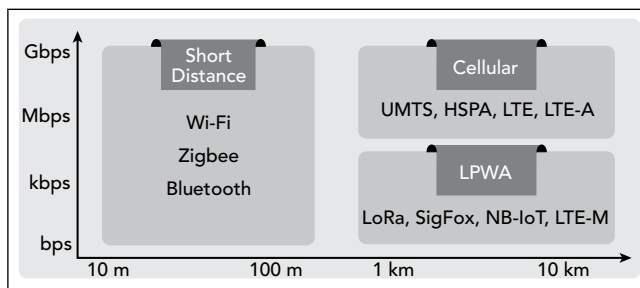 Gbps
Mbps
kbps
bps
Short
Distance
Wi-Fi
Zigbee
Bluetooth
Cellular
UMTS, HSPA, LTE, LTE-A
LPWA
LoRa, SigFox, NB-IoT, LTE-M
10 m
100 m
1 km
10 km